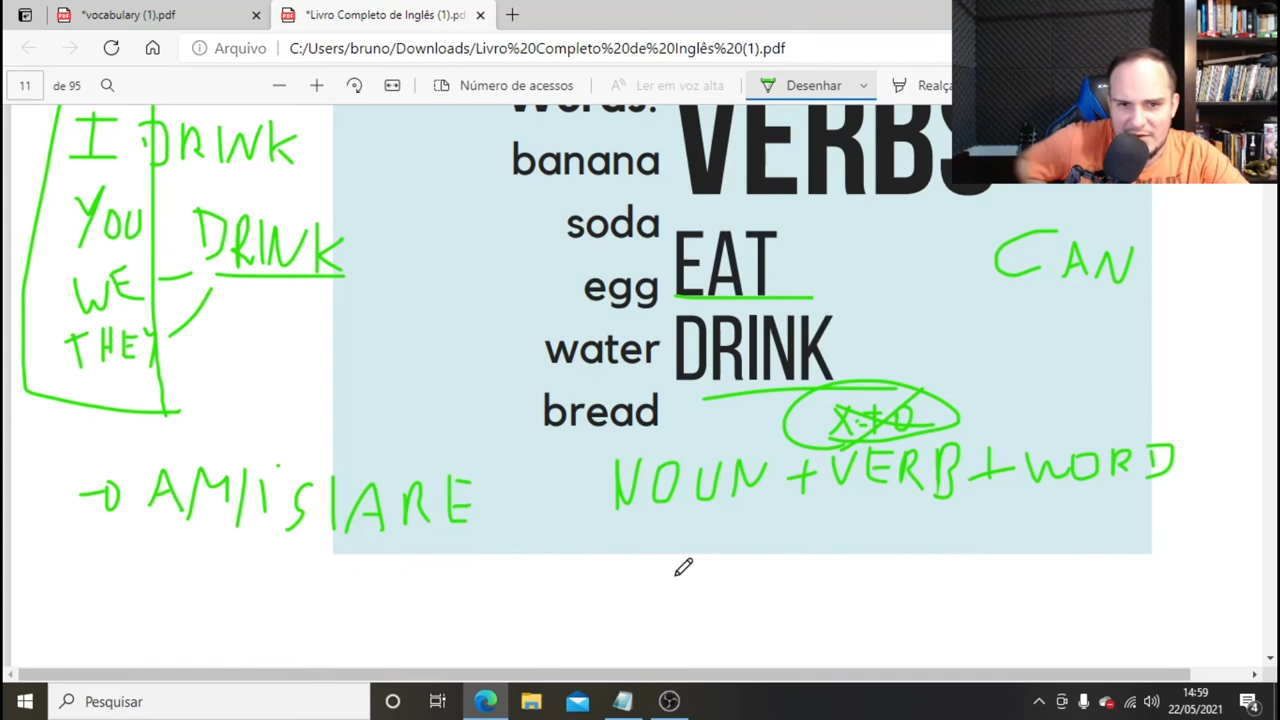 *vocabulary (1).pdf
*Livro Completo de Inglês (1).pd
Arquivo
C:/Users/bruno/Downloads/Livro%20Completo%20de%20Inglês%20(1).pdf
11 de 95
Número de acessos
Ler em voz alta
Desenhar
Realça
Words:
VERBS
banana
soda
egg
water
bread
EAT
DRINK
I DRINK
YOU
WE
THEY
DRINK
CAN
NOUN + VERB + WORD
→ AM/is/ARE
Pesquisar
14:59
22/05/2021
4